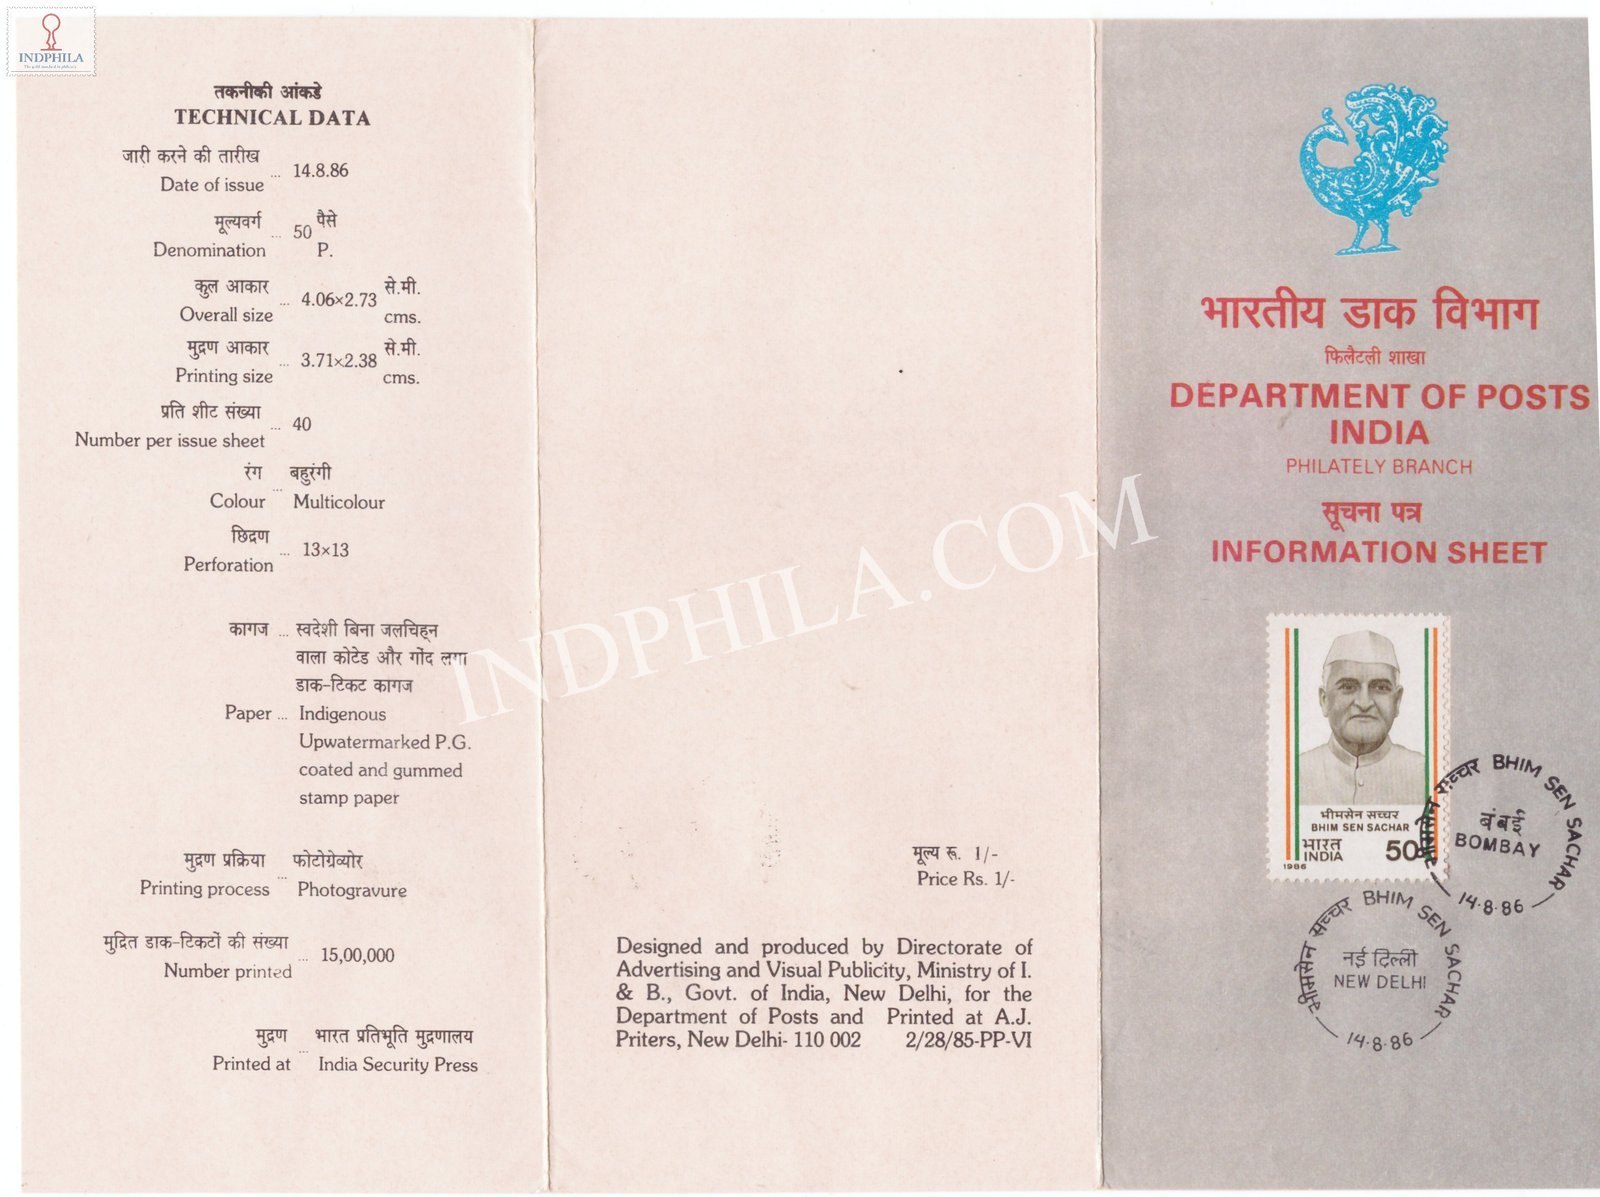 INDPHILA
तकनीकी आंकडे
TECHNICAL DATA
जारी करने की तारीख
Date of issue ... 14.8.86
मूल्यवर्ग
Denomination ... 50 पैसे P.
कुल आकार
Overall size ... 4.06×2.73 से.मी. cms.
मुद्रण आकार
Printing size ... 3.71×2.38 से.मी. cms.
प्रति शीट संख्या
Number per issue sheet ... 40
रंग ... बहुरंगी
Colour Multicolour
छिद्रण
Perforation ... 13×13
कागज ... स्वदेशी बिना जलचिह्न
वाला कोटेड और गोंद लगा
डाक-टिकट कागज
Paper ... Indigenous
Upwatermarked P.G.
coated and gummed
stamp paper
मुद्रण प्रक्रिया ... फोटोग्रेव्योर
Printing process Photogravure
मुद्रित डाक-टिकटों की संख्या
Number printed ... 15,00,000
मुद्रण ... भारत प्रतिभूति मुद्रणालय
Printed at India Security Press
मूल्य रू. 1/-
Price Rs. 1/-
Designed and produced by Directorate of
Advertising and Visual Publicity, Ministry of I.
& B., Govt. of India, New Delhi, for the
Department of Posts and Printed at A.J.
Priters, New Delhi- 110 002 2/28/85-PP-VI
भारतीय डाक विभाग
फिलैटली शाखा
DEPARTMENT OF POSTS
INDIA
PHILATELY BRANCH
सूचना पत्र
INFORMATION SHEET
भीमसेन सच्चर
BHIM SEN SACHAR
भारत
INDIA 50
1986
भीमसेन सच्चर BHIM SEN SACHAR
बंबई
BOMBAY
14·8·86
भीमसेन सच्चर BHIM SEN SACHAR
नई दिल्ली
NEW DELHI
14·8·86
INDPHILA.COM